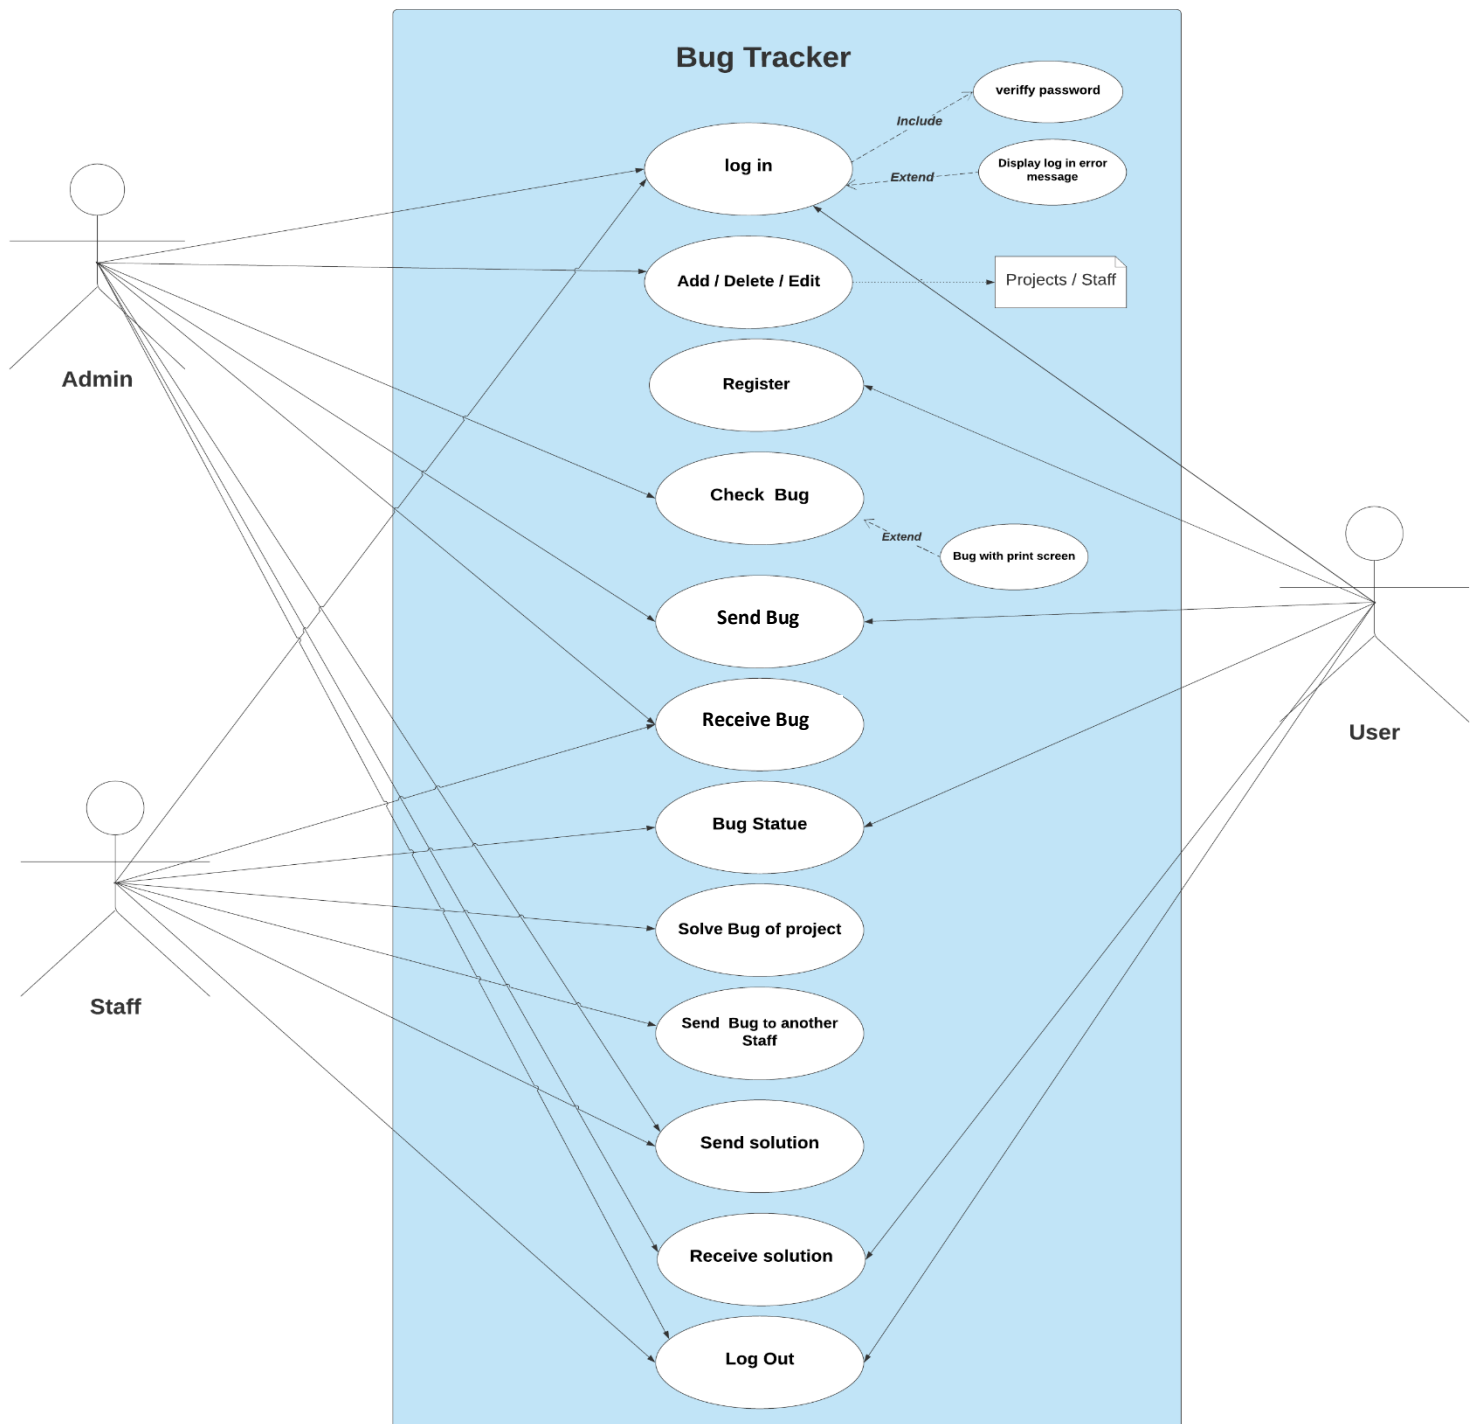 Bug Tracker
veriffy password
Include
log in
Display log in error
message
Extend
Add / Delete / Edit
Projects / Staff
Admin
Register
Check  Bug
Extend
Bug with print screen
Send Bug
Receive Bug
User
Bug Statue
Solve Bug of project
Staff
Send  Bug to another
Staff
Send solution
Receive solution
Log Out